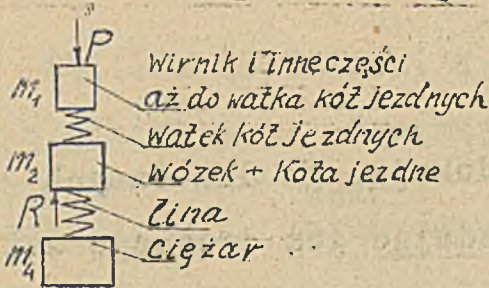 P
Wirnik i inne części
m₁
aż do wałka kół jezdnych
wałek kół jezdnych
m₂
wózek + koła jezdne
R
lina
m₄
ciężar